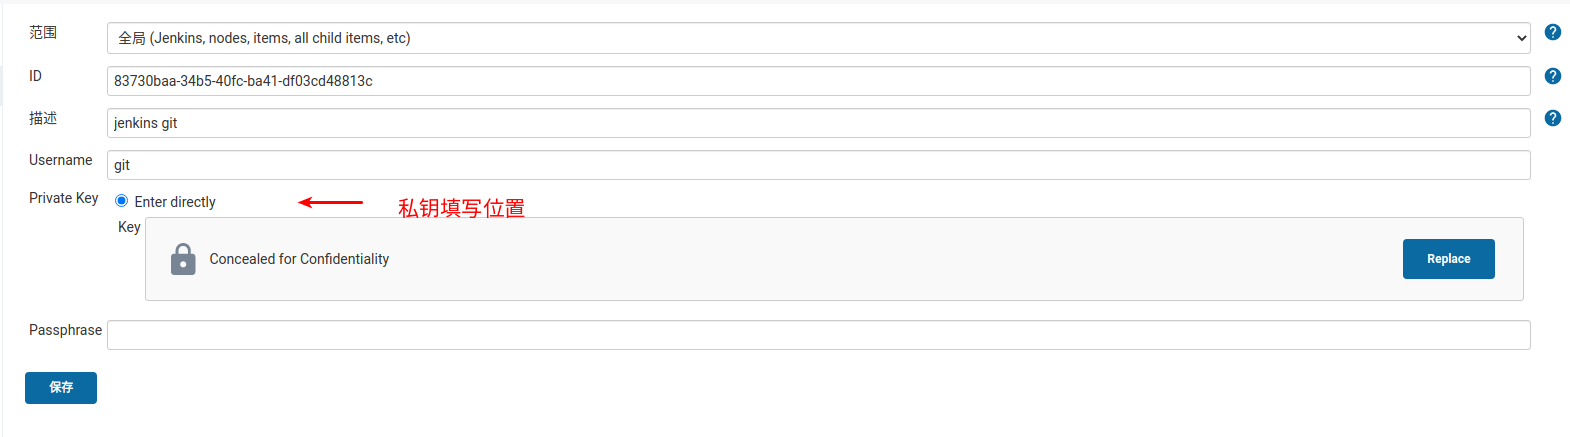 范围
全局 (Jenkins, nodes, items, all child items, etc)
?
ID
83730baa-34b5-40fc-ba41-df03cd48813c
?
描述
jenkins git
?
Username
git
Private Key
Enter directly
私钥填写位置
Key
Concealed for Confidentiality
Replace
Passphrase
保存